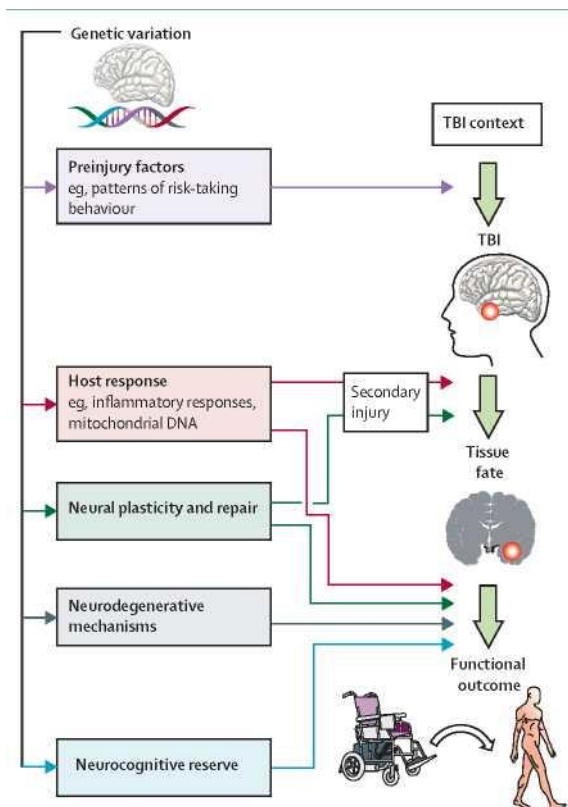 Genetic variation
TBI context
Preinjury factors
eg, patterns of risk-taking
behaviour
TBI
Host response
eg, inflammatory responses,
mitochondrial DNA
Secondary
injury
Tissue
fate
Neural plasticity and repair
Neurodegenerative
mechanisms
Functional
outcome
Neurocognitive reserve